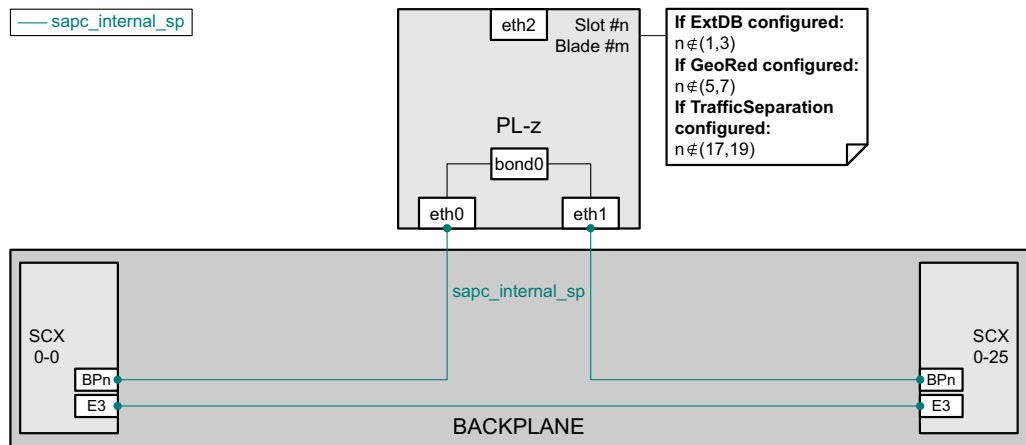 sapc_internal_sp
eth2
Slot #n
Blade #m
If ExtDB configured:
n∉(1,3)
If GeoRed configured:
n∉(5,7)
If TrafficSeparation
configured:
n∉(17,19)
PL-z
bond0
eth0
eth1
sapc_internal_sp
SCX
0-0
BPn
E3
SCX
0-25
BPn
E3
BACKPLANE